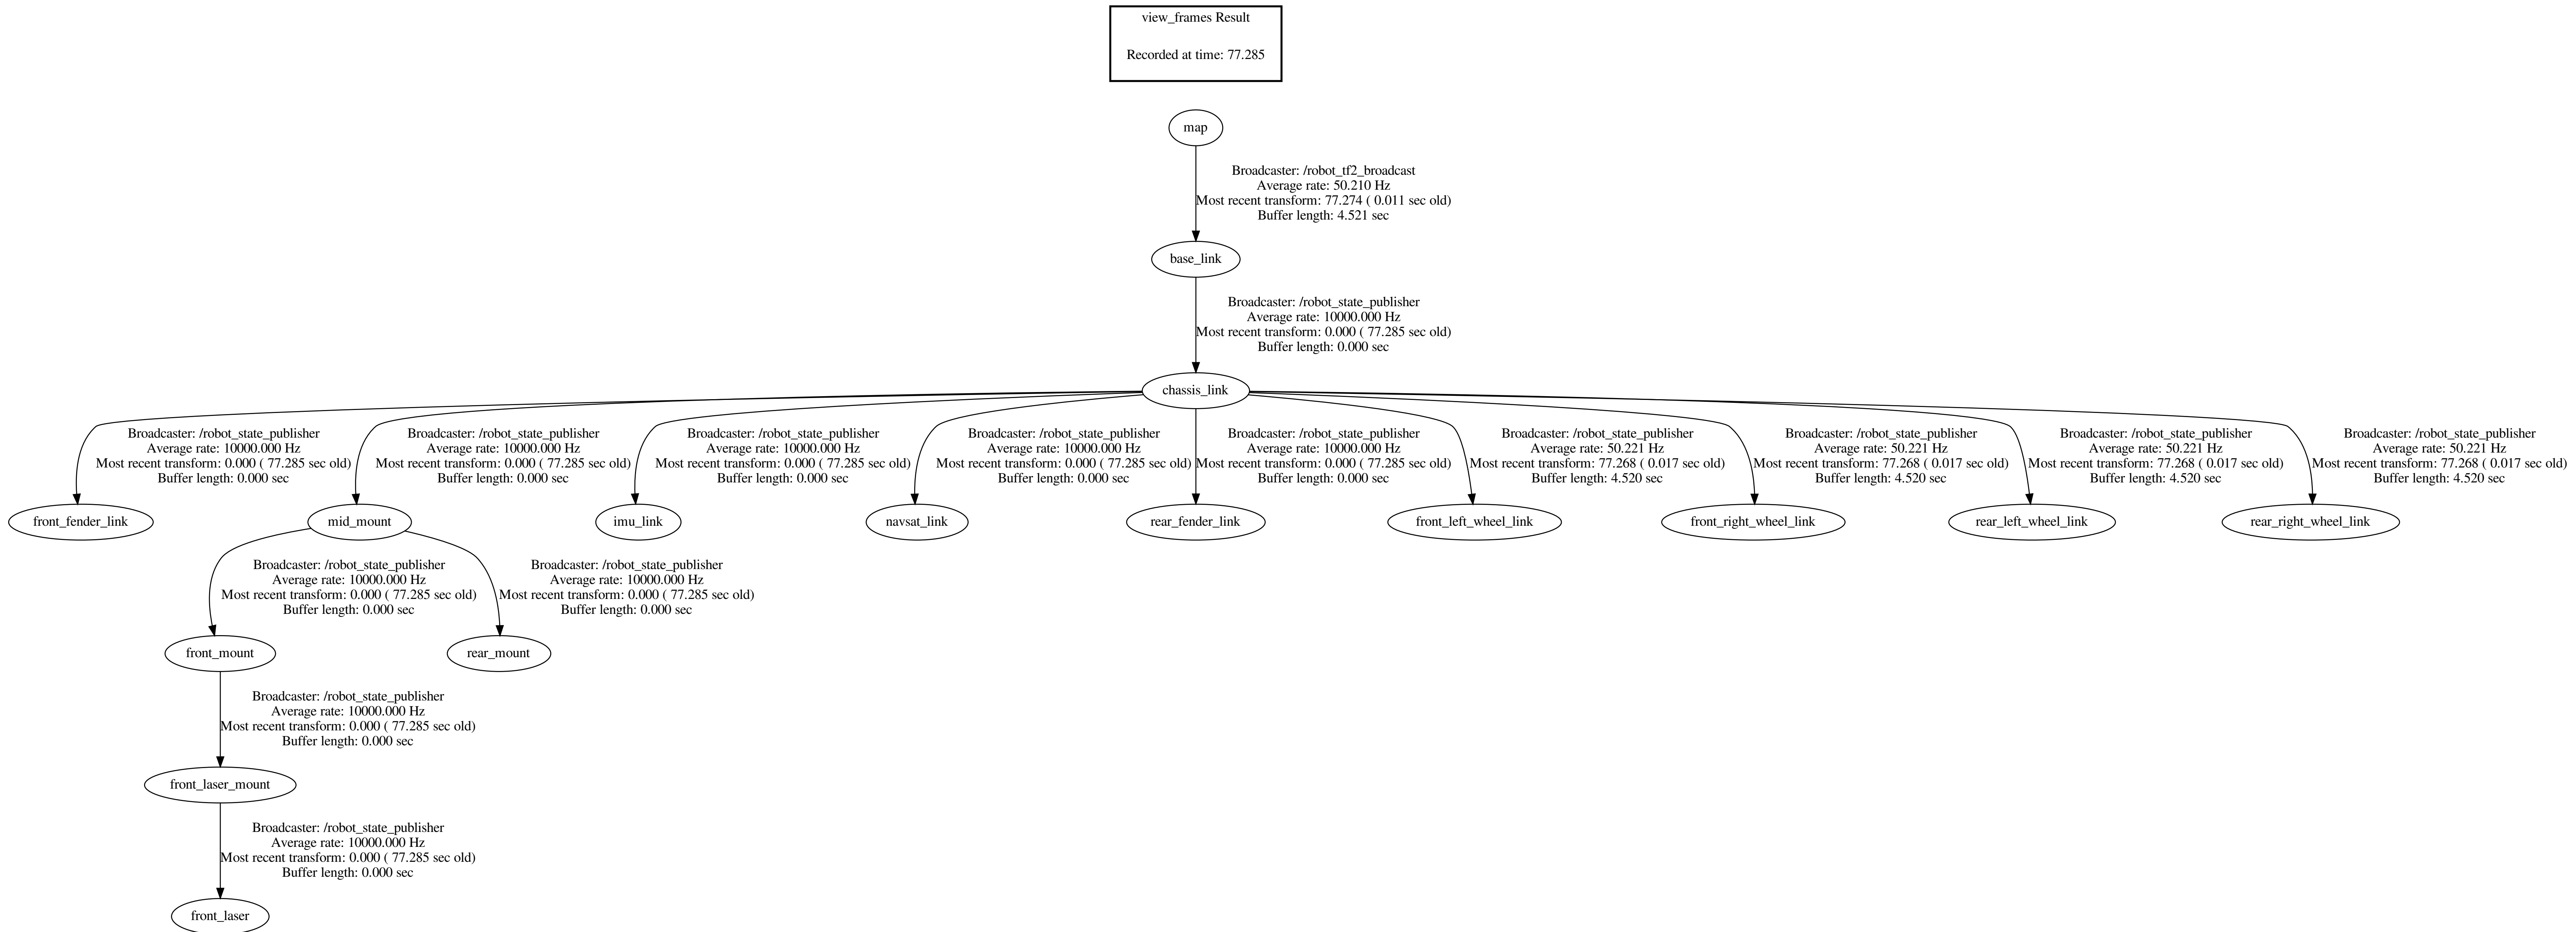 view_frames Result
Recorded at time: 77.285
map
Broadcaster: /robot_tf2_broadcast
Average rate: 50.210 Hz
Most recent transform: 77.274 ( 0.011 sec old)
Buffer length: 4.521 sec
base_link
Broadcaster: /robot_state_publisher
Average rate: 10000.000 Hz
Most recent transform: 0.000 ( 77.285 sec old)
Buffer length: 0.000 sec
chassis_link
Broadcaster: /robot_state_publisher
Average rate: 10000.000 Hz
Most recent transform: 0.000 ( 77.285 sec old)
Buffer length: 0.000 sec
Broadcaster: /robot_state_publisher
Average rate: 10000.000 Hz
Most recent transform: 0.000 ( 77.285 sec old)
Buffer length: 0.000 sec
Broadcaster: /robot_state_publisher
Average rate: 10000.000 Hz
Most recent transform: 0.000 ( 77.285 sec old)
Buffer length: 0.000 sec
Broadcaster: /robot_state_publisher
Average rate: 10000.000 Hz
Most recent transform: 0.000 ( 77.285 sec old)
Buffer length: 0.000 sec
Broadcaster: /robot_state_publisher
Average rate: 10000.000 Hz
Most recent transform: 0.000 ( 77.285 sec old)
Buffer length: 0.000 sec
Broadcaster: /robot_state_publisher
Average rate: 50.221 Hz
Most recent transform: 77.268 ( 0.017 sec old)
Buffer length: 4.520 sec
Broadcaster: /robot_state_publisher
Average rate: 50.221 Hz
Most recent transform: 77.268 ( 0.017 sec old)
Buffer length: 4.520 sec
Broadcaster: /robot_state_publisher
Average rate: 50.221 Hz
Most recent transform: 77.268 ( 0.017 sec old)
Buffer length: 4.520 sec
Broadcaster: /robot_state_publisher
Average rate: 50.221 Hz
Most recent transform: 77.268 ( 0.017 sec old)
Buffer length: 4.520 sec
front_fender_link
mid_mount
imu_link
navsat_link
rear_fender_link
front_left_wheel_link
front_right_wheel_link
rear_left_wheel_link
rear_right_wheel_link
Broadcaster: /robot_state_publisher
Average rate: 10000.000 Hz
Most recent transform: 0.000 ( 77.285 sec old)
Buffer length: 0.000 sec
Broadcaster: /robot_state_publisher
Average rate: 10000.000 Hz
Most recent transform: 0.000 ( 77.285 sec old)
Buffer length: 0.000 sec
front_mount
rear_mount
Broadcaster: /robot_state_publisher
Average rate: 10000.000 Hz
Most recent transform: 0.000 ( 77.285 sec old)
Buffer length: 0.000 sec
front_laser_mount
Broadcaster: /robot_state_publisher
Average rate: 10000.000 Hz
Most recent transform: 0.000 ( 77.285 sec old)
Buffer length: 0.000 sec
front_laser